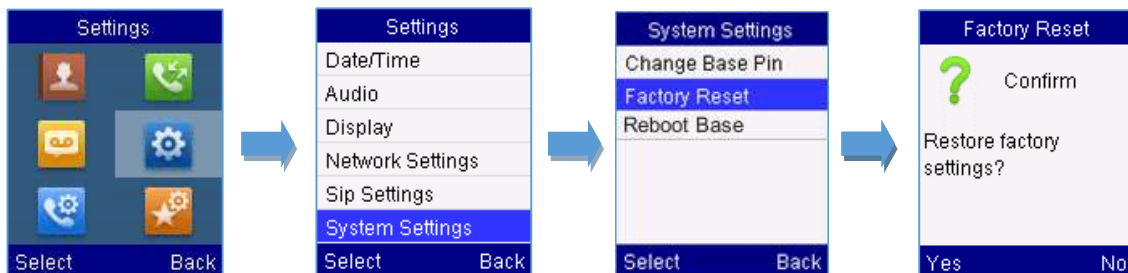 Settings
Select Back
Settings
Date/Time
Audio
Display
Network Settings
Sip Settings
System Settings
Select Back
System Settings
Change Base Pin
Factory Reset
Reboot Base
Select Back
Factory Reset
Confirm
Restore factory
settings?
Yes No